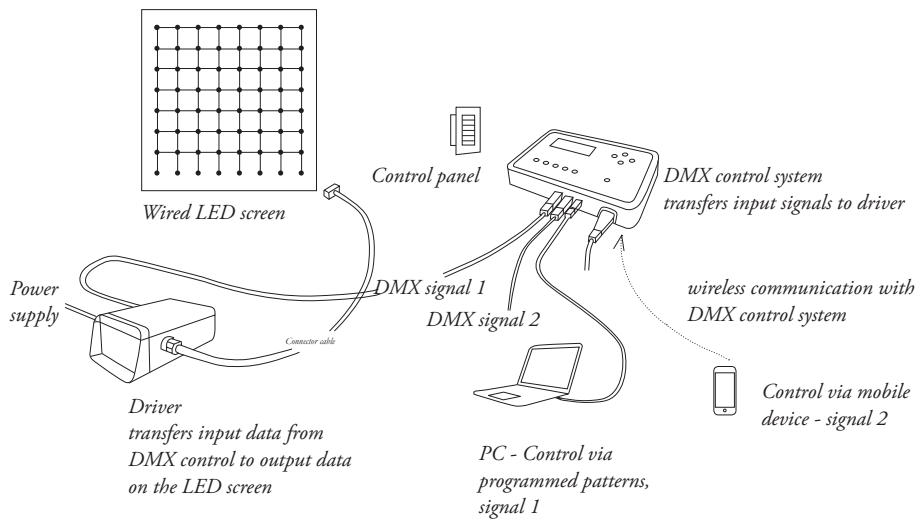 Wired LED screen
Control panel
DMX control system
transfers input signals to driver
Power
supply
DMX signal 1
DMX signal 2
wireless communication with
DMX control system
Connector cable
Driver
transfers input data from
DMX control to output data
on the LED screen
PC - Control via
programmed patterns,
signal 1
Control via mobile
device - signal 2